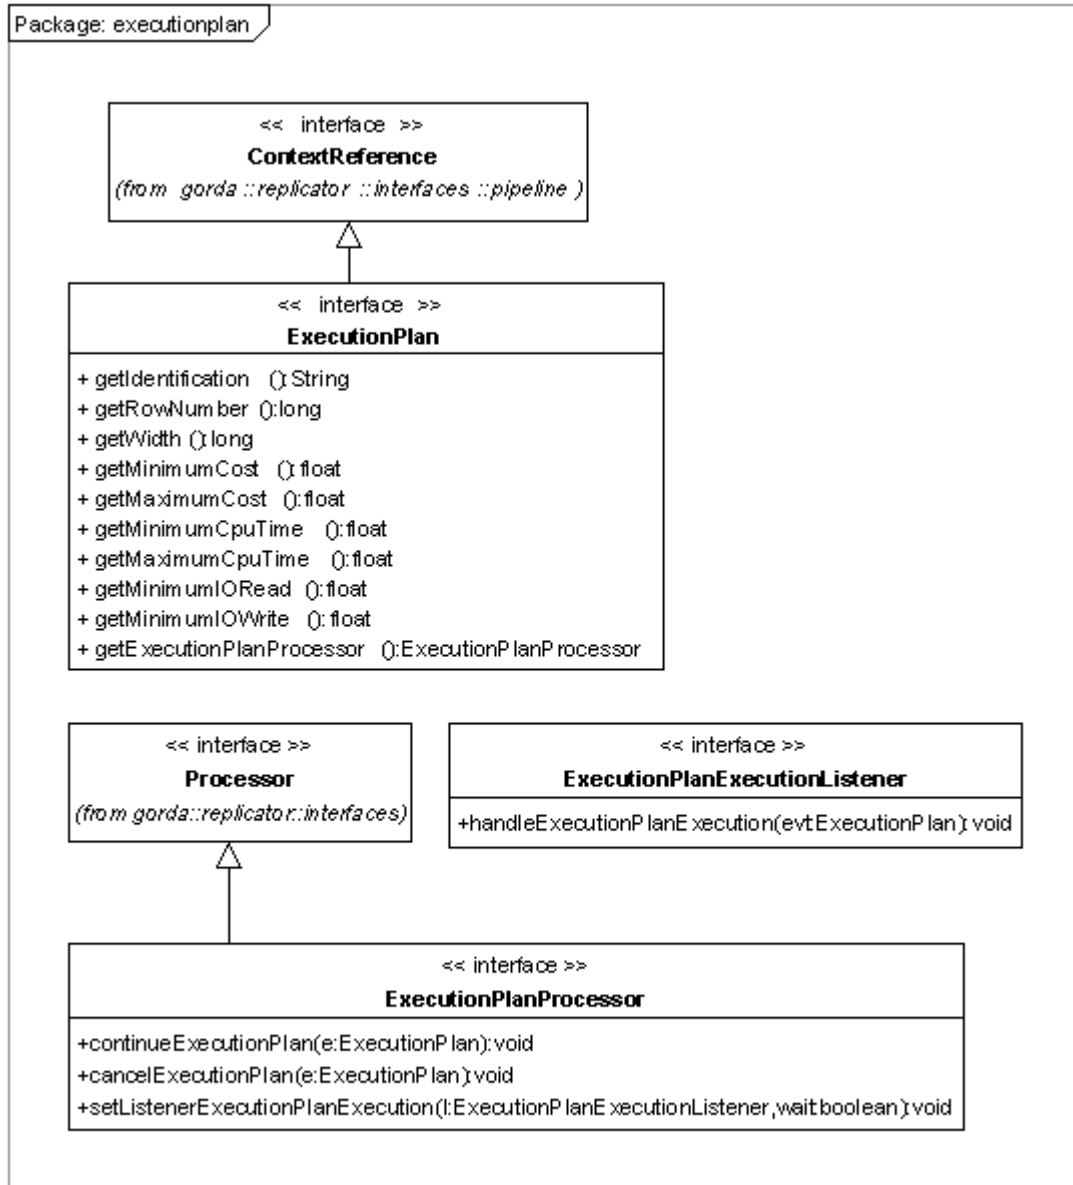 Package: executionplan
<< interface >>
ContextReference
(from gorda::replicator::interfaces::pipeline)
<< interface >>
ExecutionPlan
+ getIdentification ():String
+ getRowNumber ():long
+ getWidth ():long
+ getMinimumCost ():float
+ getMaximumCost ():float
+ getMinimumCpuTime ():float
+ getMaximumCpuTime ():float
+ getMinimumIORead ():float
+ getMinimumIOWrite ():float
+ getExecutionPlanProcessor ():ExecutionPlanProcessor
<< interface >>
Processor
(from gorda::replicator::interfaces)
<< interface >>
ExecutionPlanExecutionListener
+handleExecutionPlanExecution(evt:ExecutionPlan):void
<< interface >>
ExecutionPlanProcessor
+continueExecutionPlan(e:ExecutionPlan):void
+cancelExecutionPlan(e:ExecutionPlan):void
+setListenerExecutionPlanExecution(l:ExecutionPlanExecutionListener,wait:boolean):void